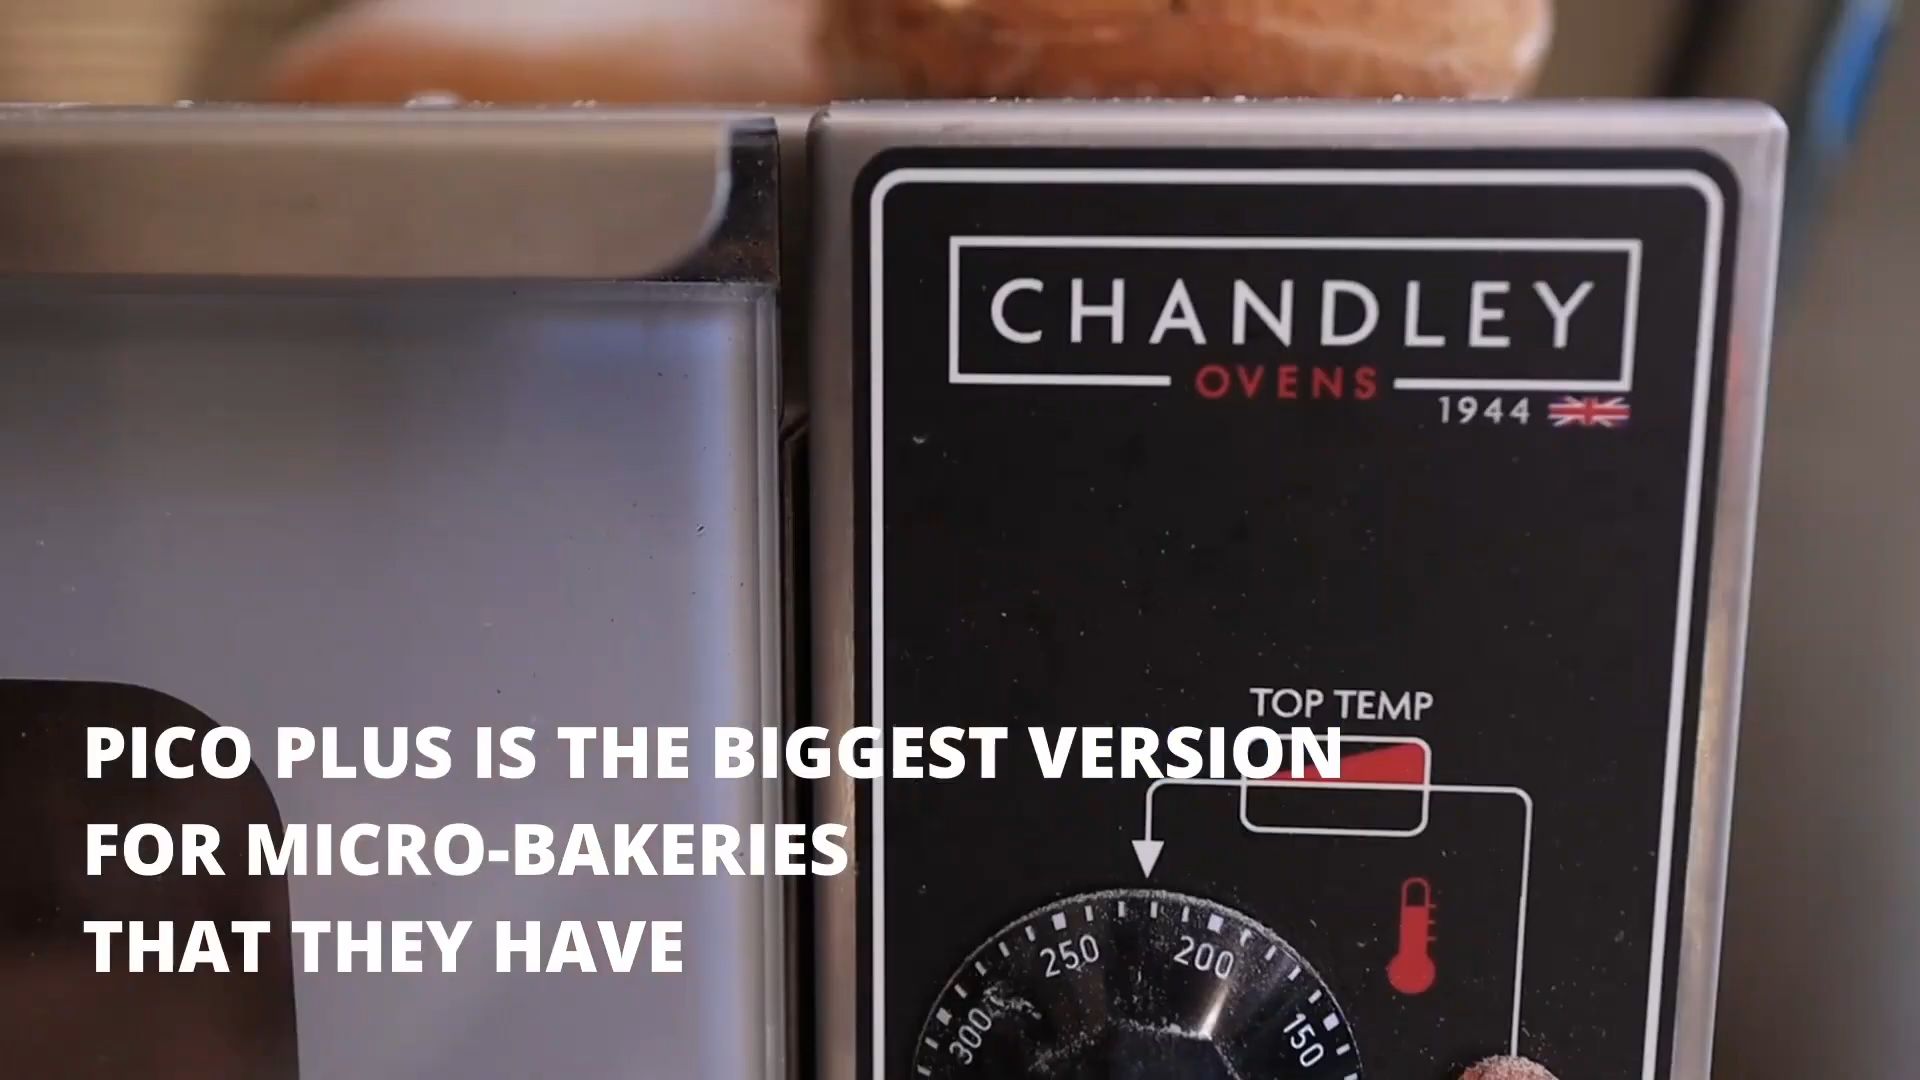 CHANDLEY
OVENS
1944
TOP TEMP
PICO PLUS IS THE BIGGEST VERSION
FOR MICRO-BAKERIES
THAT THEY HAVE
250
200
300
150